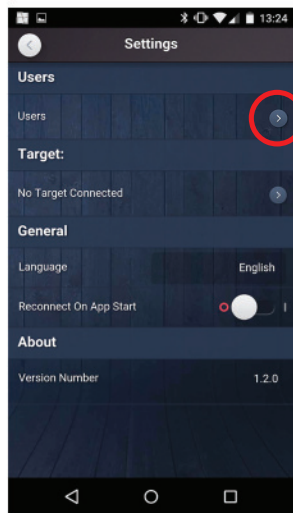 13:24
Settings
Users
Users
Target:
No Target Connected
General
Language English
Reconnect On App Start
About
Version Number 1.2.0